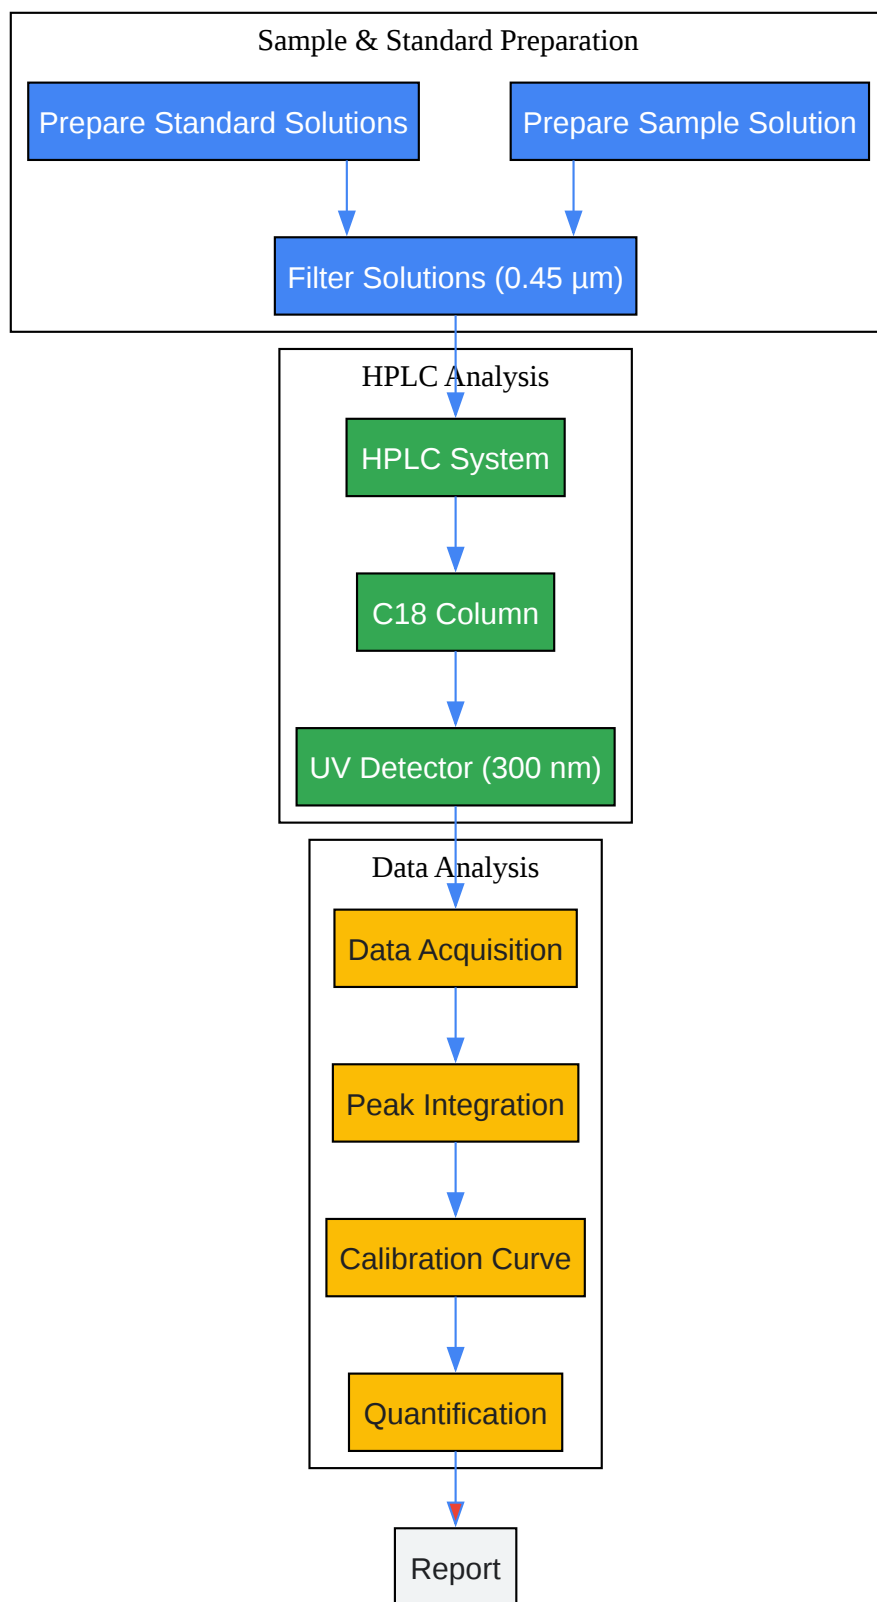 Sample & Standard Preparation
Prepare Standard Solutions
Prepare Sample Solution
Filter Solutions (0.45 µm)
HPLC Analysis
HPLC System
C18 Column
UV Detector (300 nm)
Data Analysis
Data Acquisition
Peak Integration
Calibration Curve
Quantification
Report